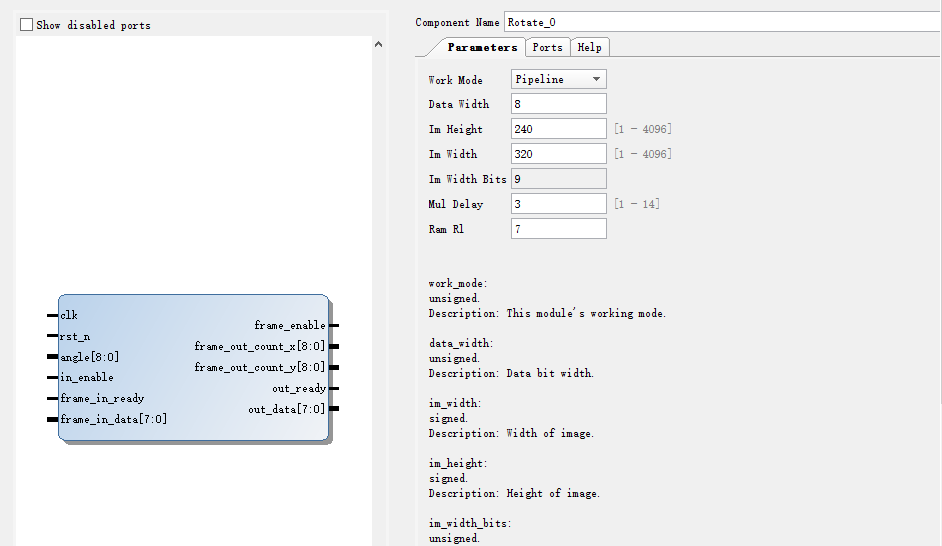 Show disabled ports
clk
rst_n
angle[8:0]
in_enable
frame_in_ready
frame_in_data[7:0]
frame_enable
frame_out_count_x[8:0]
frame_out_count_y[8:0]
out_ready
out_data[7:0]
Component Name Rotate_0
Parameters Ports Help
Work Mode Pipeline
Data Width 8
Im Height 240 [1 - 4096]
Im Width 320 [1 - 4096]
Im Width Bits 9
Mul Delay 3 [1 - 14]
Ram Rl 7
work_mode:
unsigned.
Description: This module's working mode.
data_width:
unsigned.
Description: Data bit width.
im_width:
signed.
Description: Width of image.
im_height:
signed.
Description: Height of image.
im_width_bits:
unsigned.